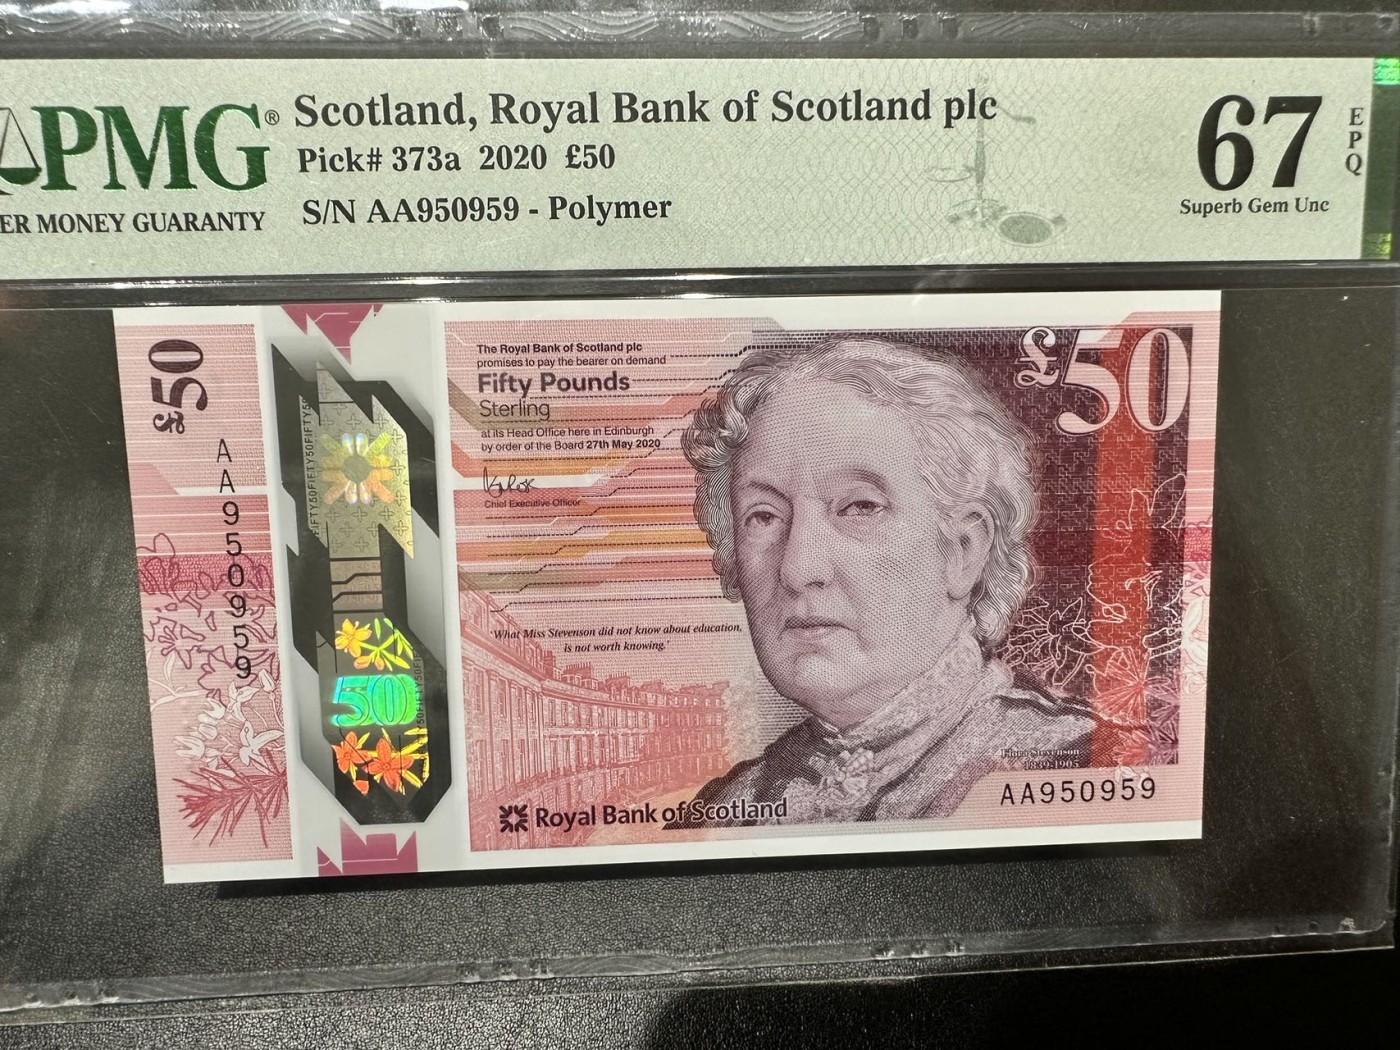 PMG®
ER MONEY GUARANTY
Scotland, Royal Bank of Scotland plc
Pick# 373a 2020 £50
S/N AA950959 - Polymer
67
EPQ
Superb Gem Unc
£50
AA950959
FIFTY50FIFTY50FIFTY50FIFTY5
50
The Royal Bank of Scotland plc
promises to pay the bearer on demand
Fifty Pounds
Sterling
at its Head Office here in Edinburgh
by order of the Board 27th May 2020
Chief Executive Officer
'What Miss Stevenson did not know about education,
is not worth knowing.'
Royal Bank of Scotland
£50
Flora Stevenson
1839-1905
AA950959